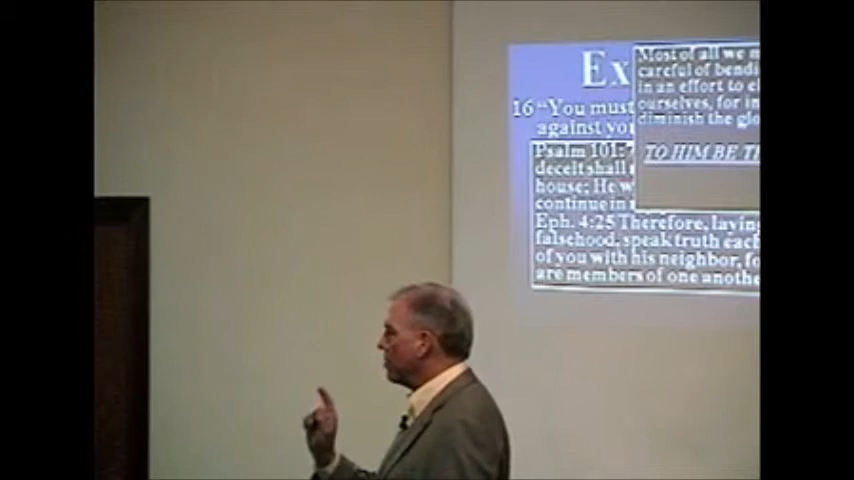 Ex
16 "You must
against you
Psalm 101:7
deceit shall
house; He w
continue in
Eph. 4:25 Therefore, laying
falsehood, speak truth each
of you with his neighbor, fo
are members of one anothe
Most of all we m
careful of bendi
in an effort to
ourselves, for in
diminish the glo
TO HIM BE TH